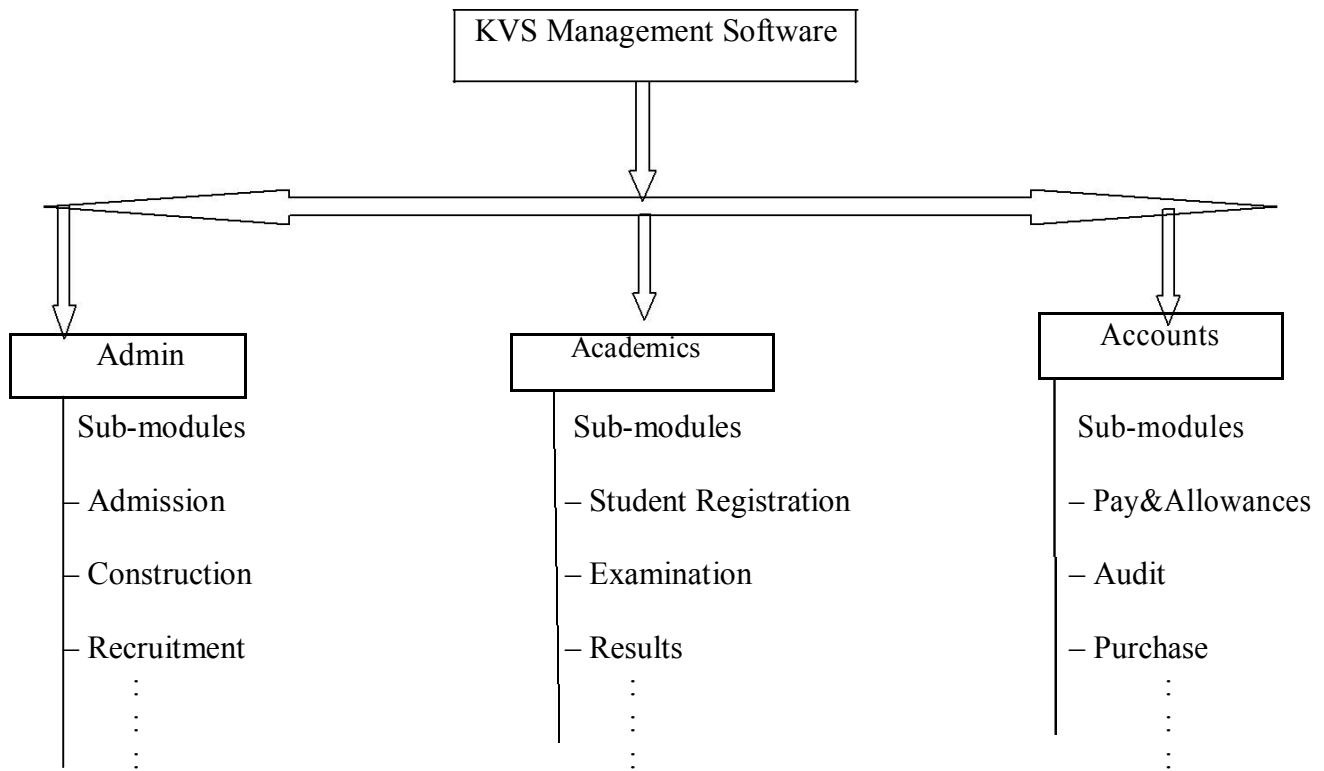 KVS Management Software
Admin
Sub-modules
– Admission
– Construction
– Recruitment
Academics
Sub-modules
– Student Registration
– Examination
– Results
Accounts
Sub-modules
– Pay&Allowances
– Audit
– Purchase